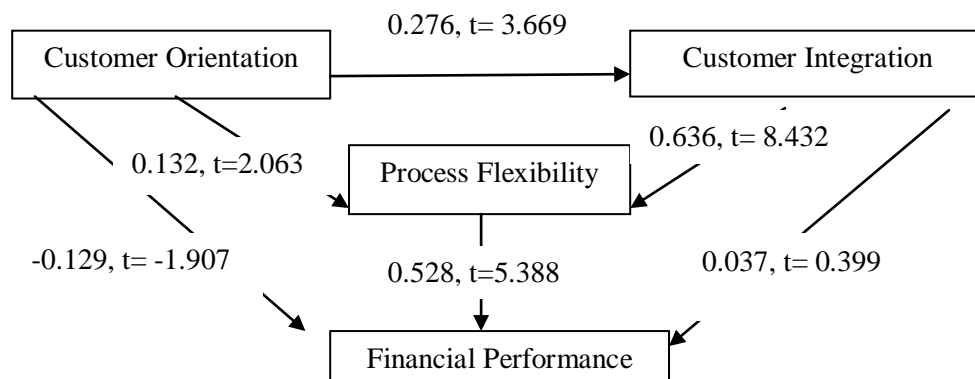 0.276, t= 3.669
Customer Orientation
Customer Integration
0.132, t=2.063
0.636, t= 8.432
Process Flexibility
-0.129, t= -1.907
0.528, t=5.388
0.037, t= 0.399
Financial Performance